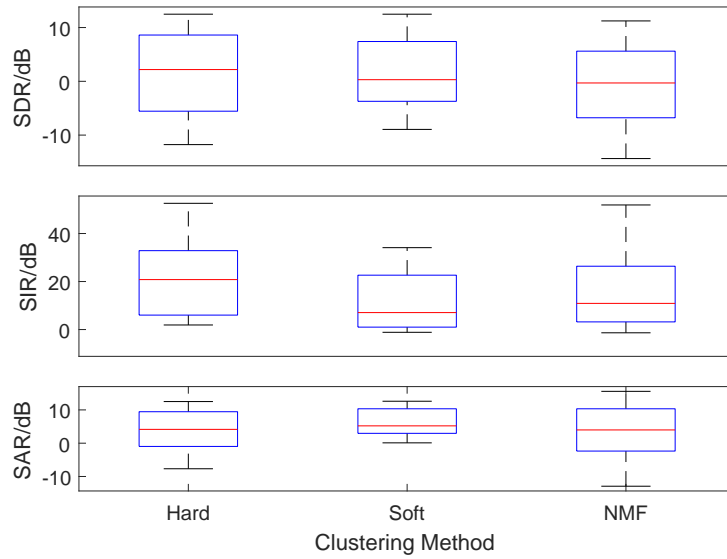 SDR/dB
10
0
-10
SIR/dB
40
20
0
SAR/dB
10
0
-10
Hard
Soft
NMF
Clustering Method